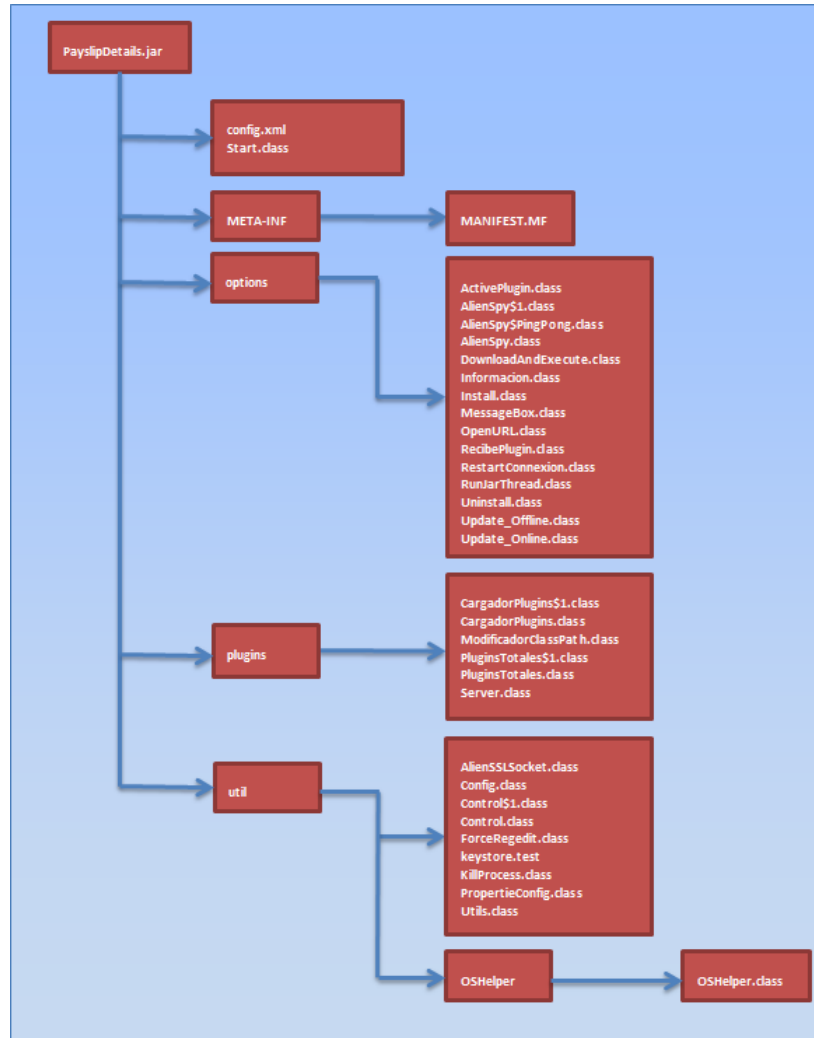 PayslipDetails.jar
config.xml
Start.class
META-INF
MANIFEST.MF
options
ActivePlugin.class
AlienSpy$1.class
AlienSpy$PingPong.class
AlienSpy.class
DownloadAndExecute.class
Informacion.class
Install.class
MessageBox.class
OpenURL.class
RecibePlugin.class
RestartConnexion.class
RunJarThread.class
Uninstall.class
Update_Offline.class
Update_Online.class
plugins
CargadorPlugins$1.class
CargadorPlugins.class
ModificadorClassPath.class
PluginsTotales$1.class
PluginsTotales.class
Server.class
util
AlienSSLSocket.class
Config.class
Control$1.class
Control.class
ForceRegedit.class
keystore.test
KillProcess.class
PropertieConfig.class
Utils.class
OSHelper
OSHelper.class